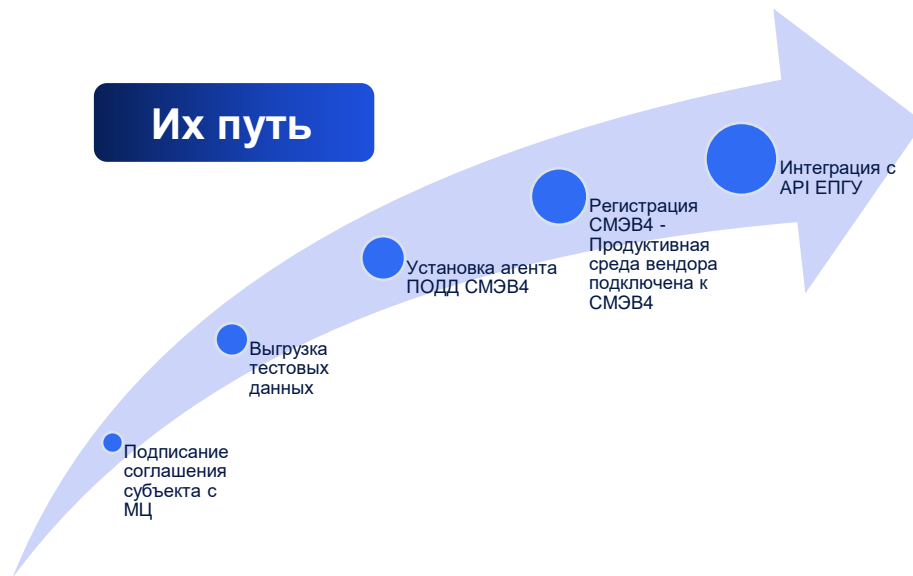 Их путь
Интеграция с
API ЕПГУ
Регистрация
СМЭВ4 -
Продуктивная
среда вендора
подключена к
СМЭВ4
Установка агента
ПОДД СМЭВ4
Выгрузка
тестовых
данных
Подписание
соглашения
субъекта с
МЦ